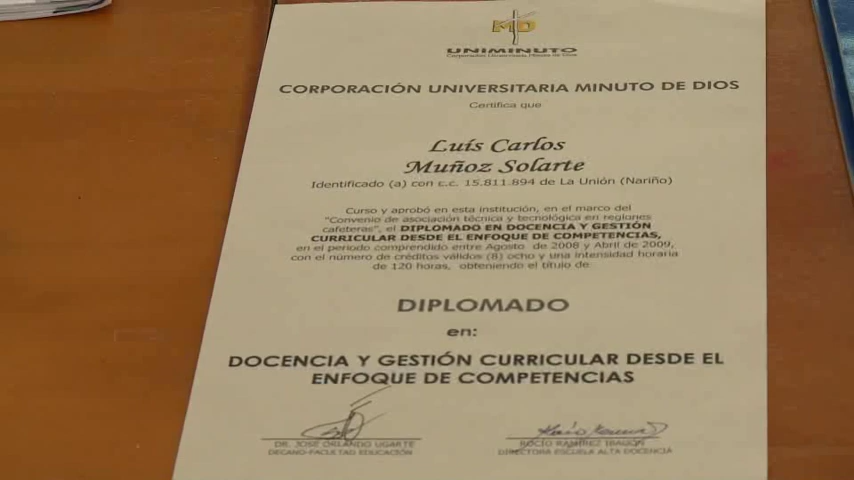 MD
UNIMINUTO
Corporación Universitaria Minuto de Dios
CORPORACIÓN UNIVERSITARIA MINUTO DE DIOS
Certifica que
Luís Carlos
Muñoz Solarte
Identificado (a) con c.c. 15.811.894 de La Unión (Nariño)
Curso y aprobó en esta institución, en el marco del
"Convenio de asociación técnica y tecnológica en regiones
cafeteras", el DIPLOMADO EN DOCENCIA Y GESTIÓN
CURRICULAR DESDE EL ENFOQUE DE COMPETENCIAS,
en el periodo comprendido entre Agosto de 2008 y Abril de 2009,
con el número de créditos válidos (8) ocho y una intensidad horaria
de 120 horas, obteniendo el título de:
DIPLOMADO
en:
DOCENCIA Y GESTIÓN CURRICULAR DESDE EL
ENFOQUE DE COMPETENCIAS
DR. JOSE ORLANDO UGARTE
DECANO-FACULTAD EDUCACIÓN
ROCÍO RAMÍREZ
DIRECTORA ESCUELA ALTA DOCENCIA